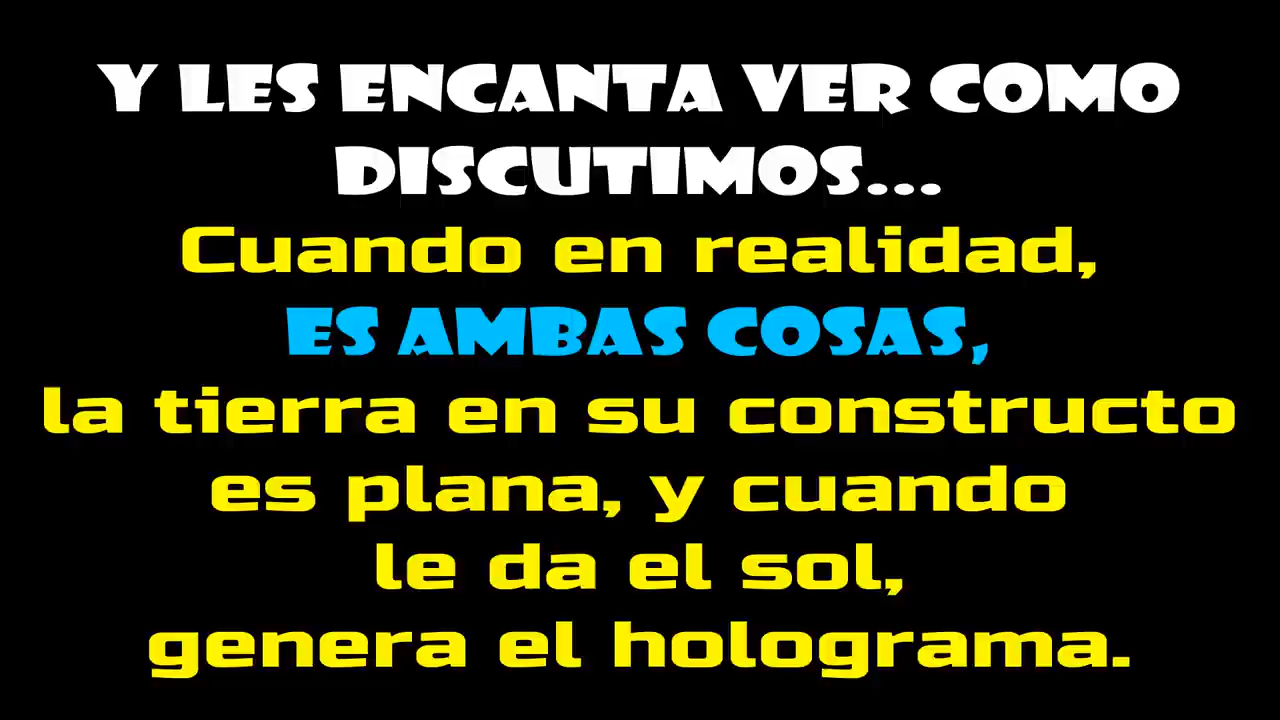 Y LES ENCANTA VER COMO
DISCUTIMOS...
Cuando en realidad,
ES AMBAS COSAS,
la tierra en su constructo
es plana, y cuando
le da el sol,
genera el holograma.